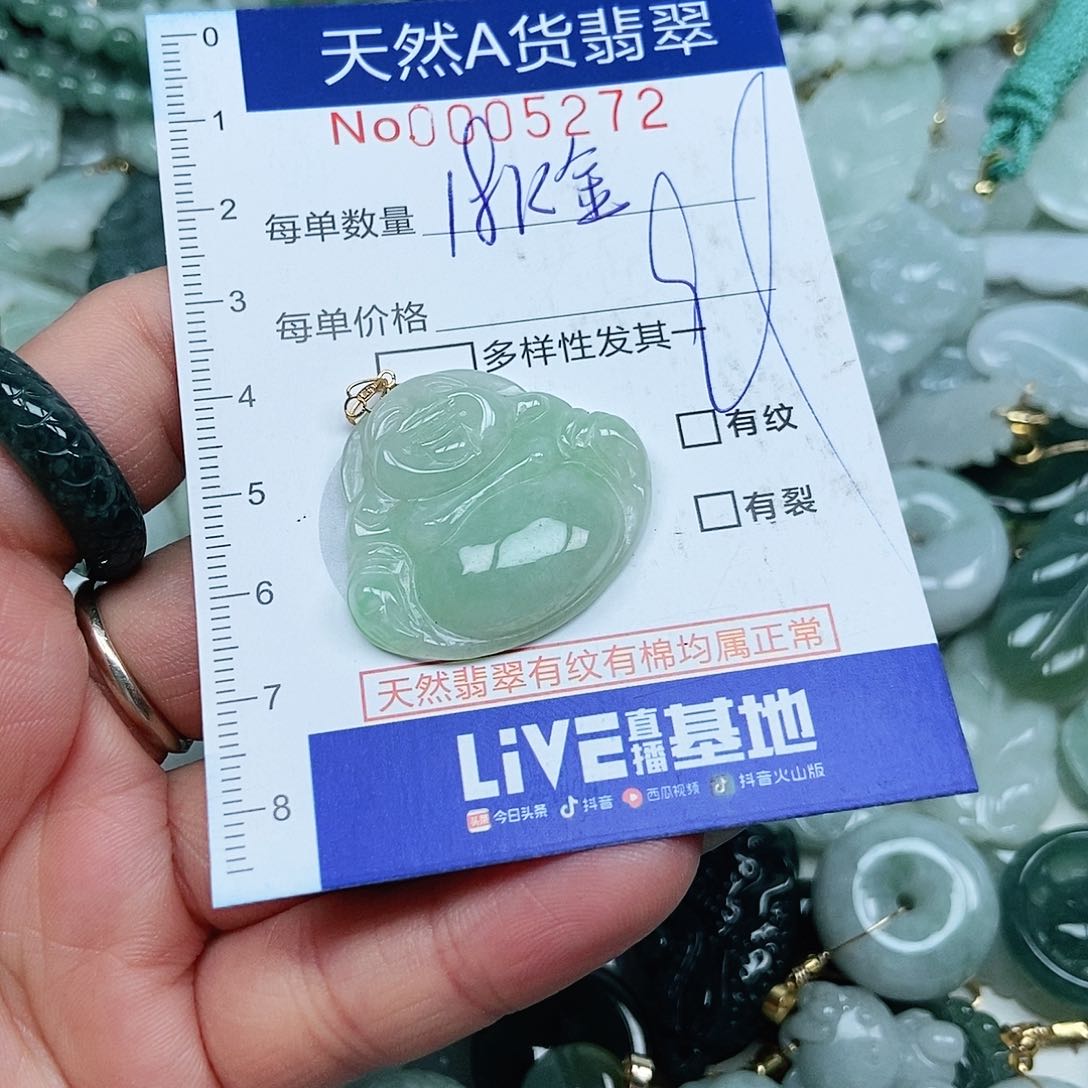 天然A货翡翠
No0005272
每单数量 18K金
每单价格
多样性发其一
有纹
有裂
天然翡翠有纹有棉均属正常
LiVE直播基地
头条 今日头条 抖音 西瓜视频 抖音火山版
0
1
2
3
4
5
6
7
8